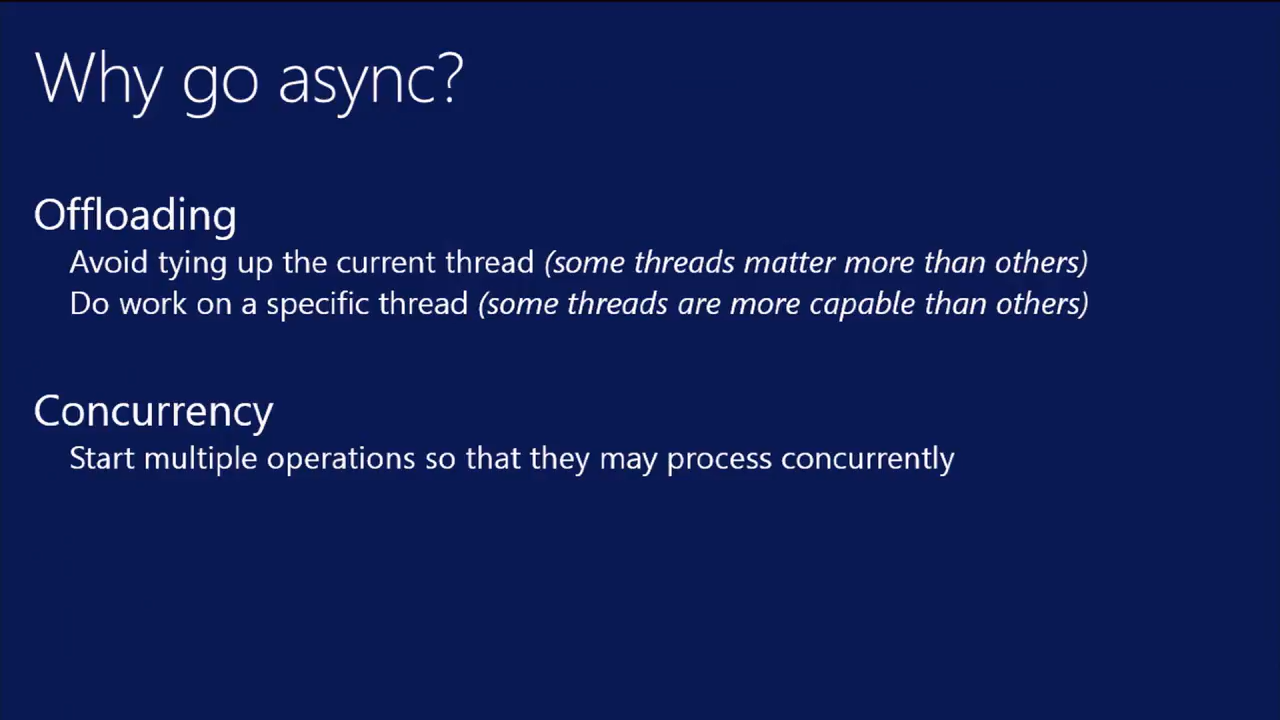 Why go async?
Offloading
Avoid tying up the current thread (some threads matter more than others)
Do work on a specific thread (some threads are more capable than others)
Concurrency
Start multiple operations so that they may process concurrently